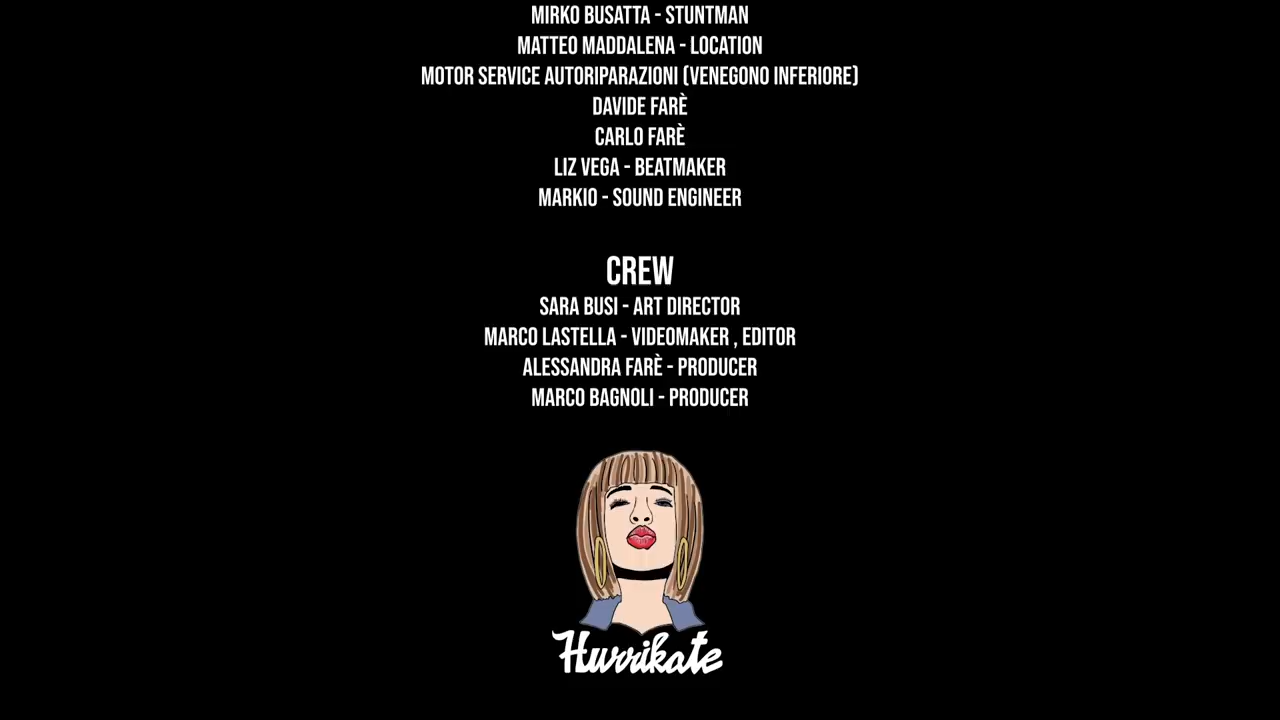 MIRKO BUSATTA - STUNTMAN
MATTEO MADDALENA - LOCATION
MOTOR SERVICE AUTORIPARAZIONI (VENEGONO INFERIORE)
DAVIDE FARÈ
CARLO FARÈ
LIZ VEGA - BEATMAKER
MARKIO - SOUND ENGINEER
CREW
SARA BUSI - ART DIRECTOR
MARCO LASTELLA - VIDEOMAKER , EDITOR
ALESSANDRA FARÈ - PRODUCER
MARCO BAGNOLI - PRODUCER
Hurrikate